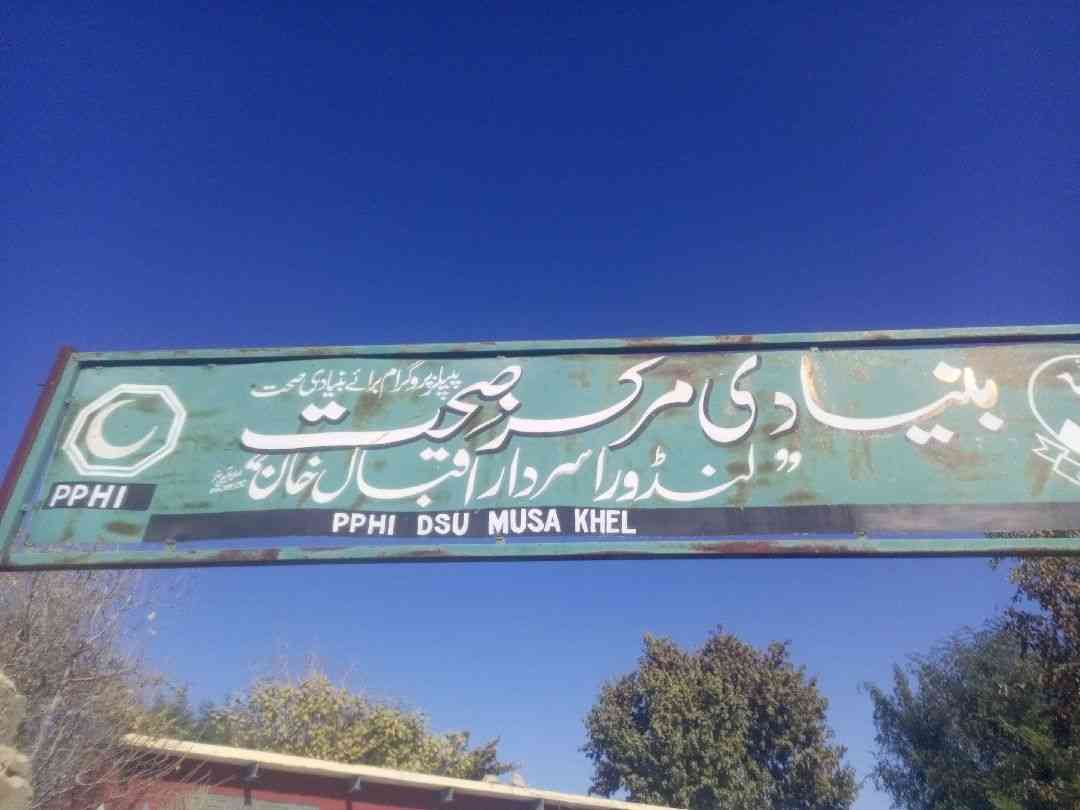 پیپلز پروگرام برائے بنیادی صحت
بنیادی مرکز صحت
”لنڈورا سردار اقبال خان“
PPHI
PPHI DSU MUSA KHEL